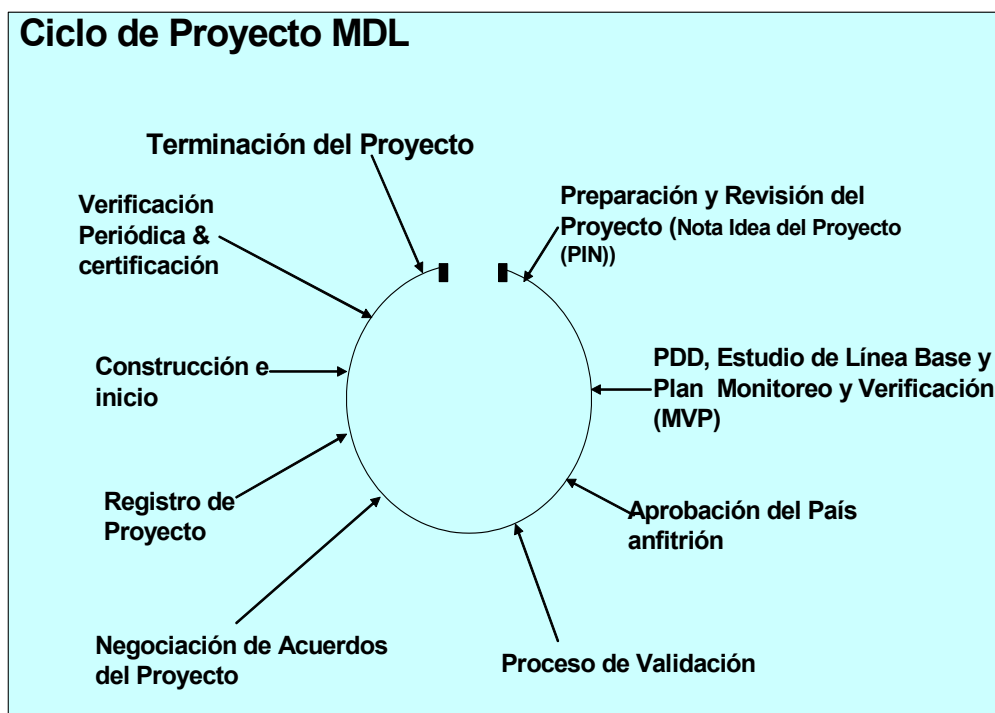 Ciclo de Proyecto MDL
Terminación del Proyecto
Preparación y Revisión del
Proyecto (Nota Idea del Proyecto
(PIN))
PDD, Estudio de Línea Base y
Plan Monitoreo y Verificación
(MVP)
Aprobación del País
anfitrión
Proceso de Validación
Negociación de Acuerdos
del Proyecto
Registro de
Proyecto
Construcción e
inicio
Verificación
Periódica &
certificación